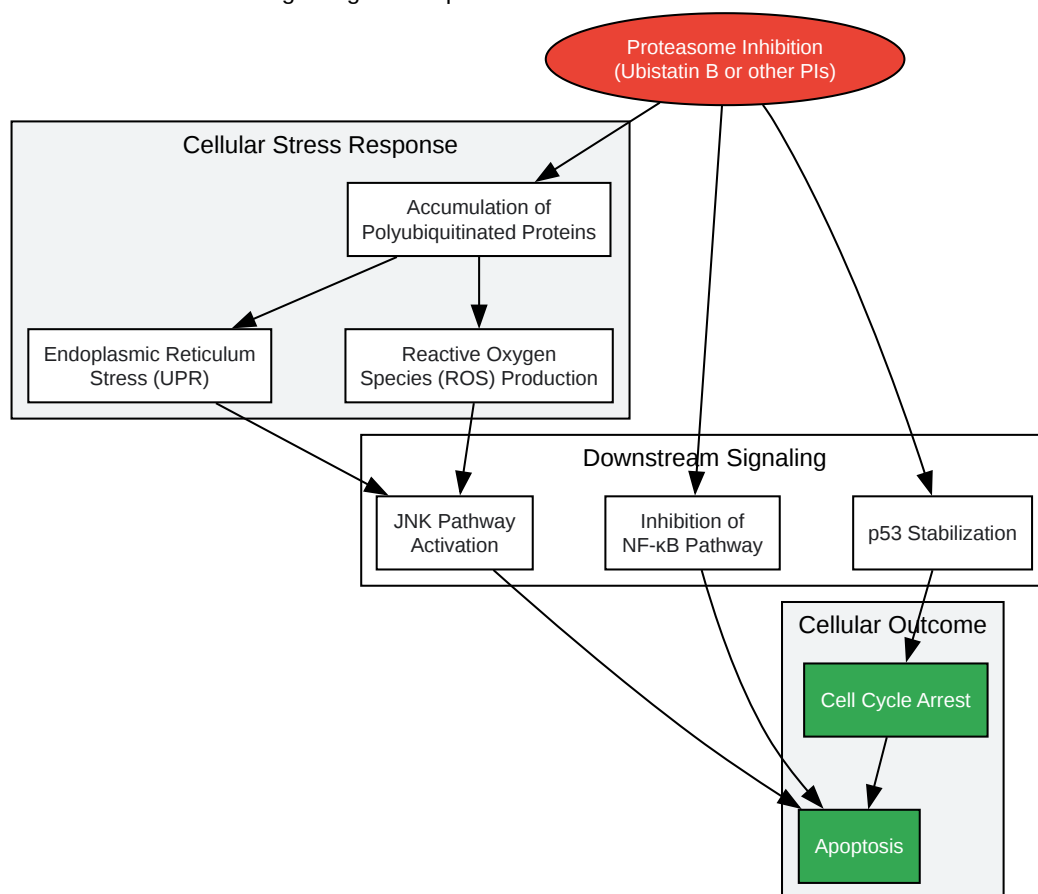 Proteasome Inhibition
(Ubistatin B or other PIs)
Cellular Stress Response
Accumulation of
Polyubiquitinated Proteins
Endoplasmic Reticulum
Stress (UPR)
Reactive Oxygen
Species (ROS) Production
Downstream Signaling
JNK Pathway
Activation
Inhibition of
NF-κB Pathway
p53 Stabilization
Cellular Outcome
Cell Cycle Arrest
Apoptosis